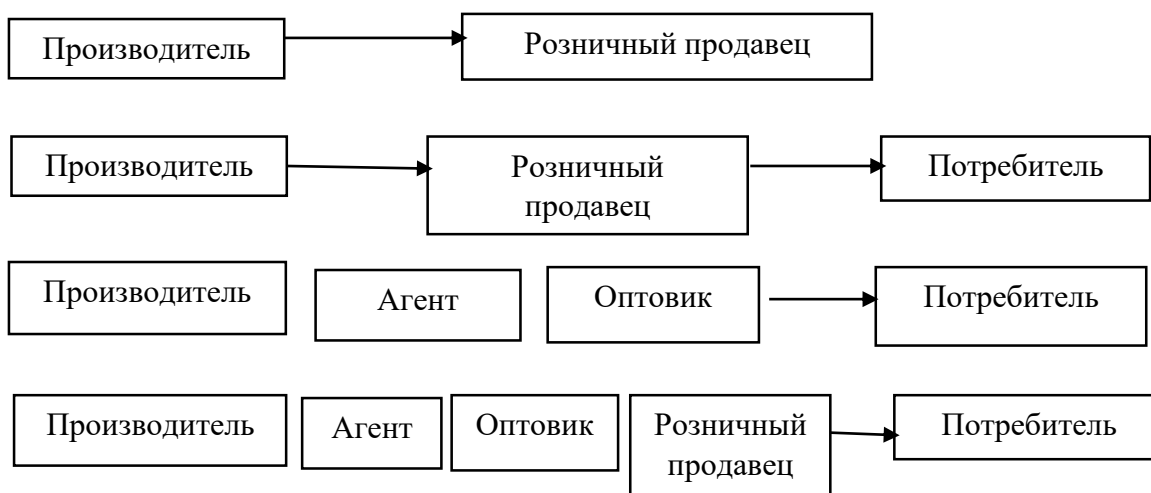 Производитель Розничный продавец
Производитель Розничный Потребитель
продавец
Производитель Агент Оптовик Потребитель
Производитель Агент Оптовик Розничный Потребитель
продавец